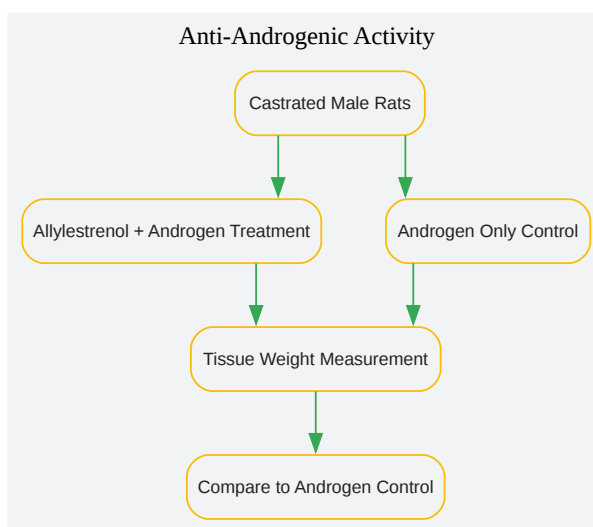 Anti-Androgenic Activity
Castrated Male Rats
Allylestrenol + Androgen Treatment
Androgen Only Control
Tissue Weight Measurement
Compare to Androgen Control